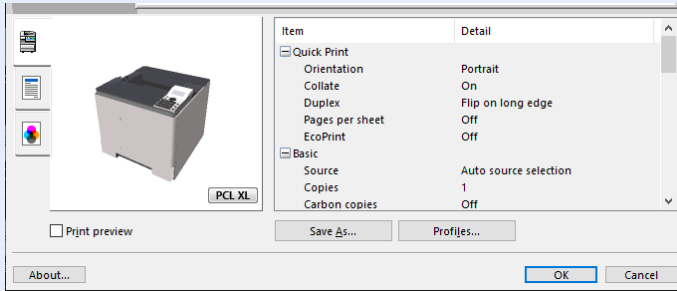 Item Detail
Quick Print
Orientation Portrait
Collate On
Duplex Flip on long edge
Pages per sheet Off
EcoPrint Off
Basic
Source Auto source selection
Copies 1
Carbon copies Off
PCL XL
Print preview Save As... Profiles...
About... OK Cancel